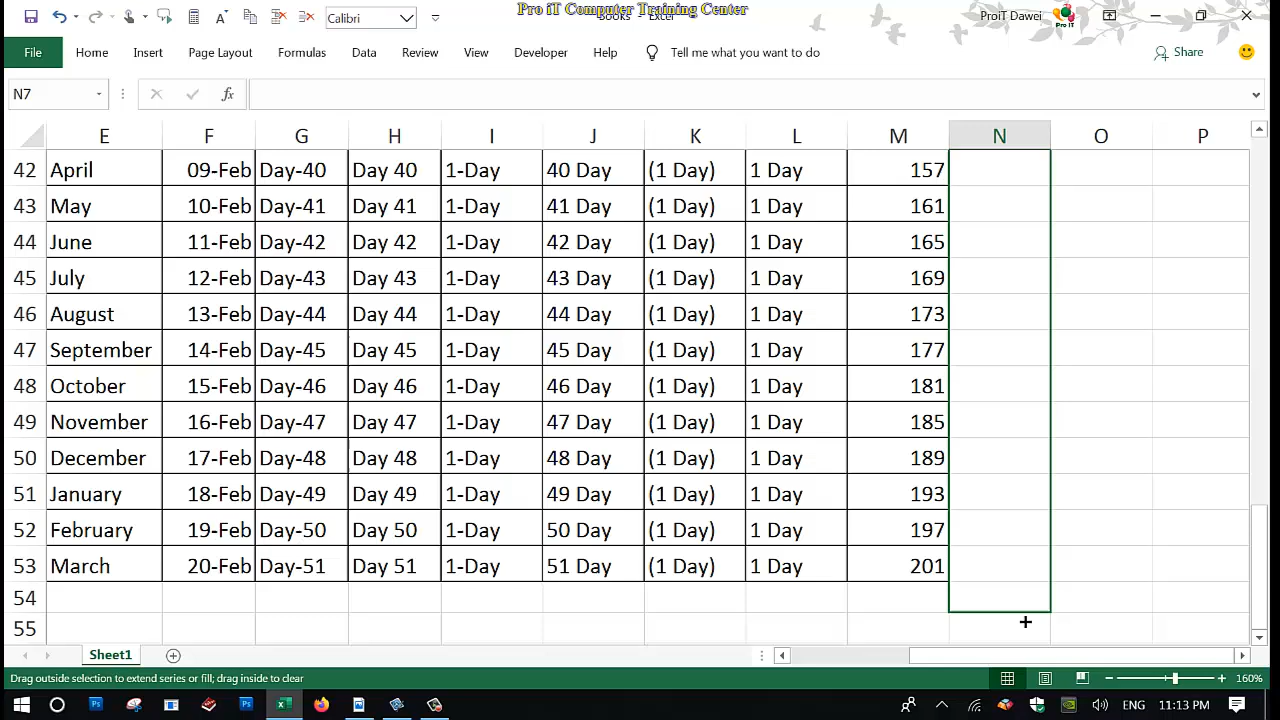 Calibri
Pro iT Computer Training Center
Books - Excel
ProiT Dawei
Pro iT
File Home Insert Page Layout Formulas Data Review View Developer Help Tell me what you want to do Share
N7 fx
E F G H I J K L M N O P
42 April 09-Feb Day-40 Day 40 1-Day 40 Day (1 Day) 1 Day 157
43 May 10-Feb Day-41 Day 41 1-Day 41 Day (1 Day) 1 Day 161
44 June 11-Feb Day-42 Day 42 1-Day 42 Day (1 Day) 1 Day 165
45 July 12-Feb Day-43 Day 43 1-Day 43 Day (1 Day) 1 Day 169
46 August 13-Feb Day-44 Day 44 1-Day 44 Day (1 Day) 1 Day 173
47 September 14-Feb Day-45 Day 45 1-Day 45 Day (1 Day) 1 Day 177
48 October 15-Feb Day-46 Day 46 1-Day 46 Day (1 Day) 1 Day 181
49 November 16-Feb Day-47 Day 47 1-Day 47 Day (1 Day) 1 Day 185
50 December 17-Feb Day-48 Day 48 1-Day 48 Day (1 Day) 1 Day 189
51 January 18-Feb Day-49 Day 49 1-Day 49 Day (1 Day) 1 Day 193
52 February 19-Feb Day-50 Day 50 1-Day 50 Day (1 Day) 1 Day 197
53 March 20-Feb Day-51 Day 51 1-Day 51 Day (1 Day) 1 Day 201
54
55
Sheet1
Drag outside selection to extend series or fill; drag inside to clear 160%
ENG 11:13 PM